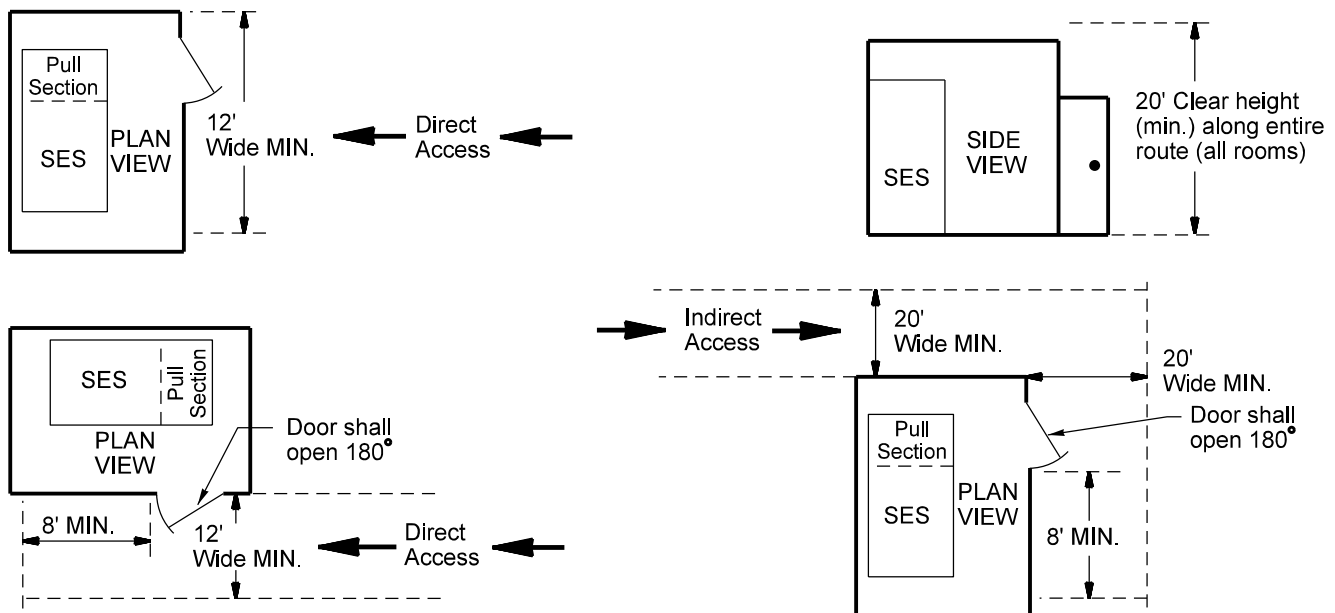 Pull
Section
SES
PLAN
VIEW
12'
Wide MIN.
Direct
Access
SES
SIDE
VIEW
20' Clear height
(min.) along entire
route (all rooms)
SES
Pull
Section
PLAN
VIEW
Door shall
open 180°
8' MIN.
12'
Wide MIN.
Direct
Access
Indirect
Access
20'
Wide MIN.
20'
Wide MIN.
Door shall
open 180°
Pull
Section
SES
PLAN
VIEW
8' MIN.